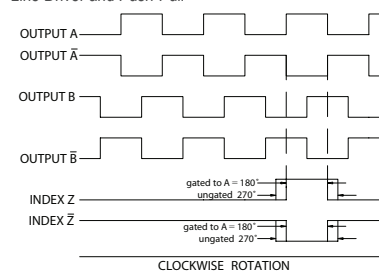 Line Driver and Push-Pull
OUTPUT A
OUTPUT A̅
OUTPUT B
OUTPUT B̅
gated to A = 180°
ungated 270°
INDEX Z
INDEX Z̅
gated to A = 180°
ungated 270°
CLOCKWISE ROTATION